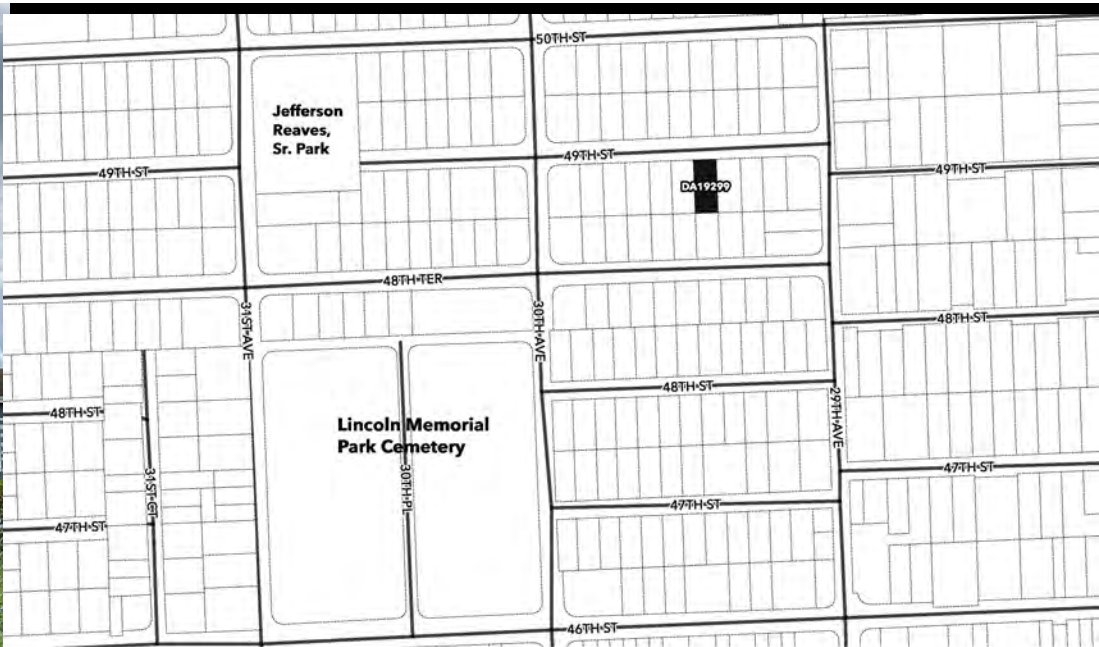 50TH ST
Jefferson
Reaves,
Sr. Park
49TH ST
49TH ST
49TH ST
DA19299
48TH TER
31ST AVE
30TH AVE
48TH ST
48TH ST
29TH AVE
48TH ST
Lincoln Memorial
Park Cemetery
31ST CT
30TH PL
47TH ST
47TH ST
47TH ST
46TH ST